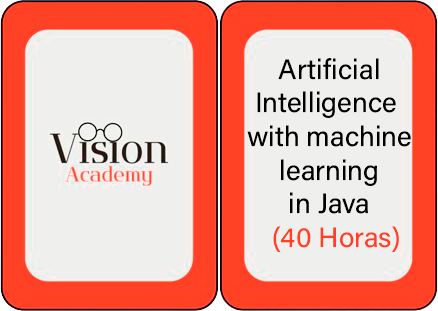 Vision
Academy
Artificial
Intelligence
with machine
learning
in Java
(40 Horas)